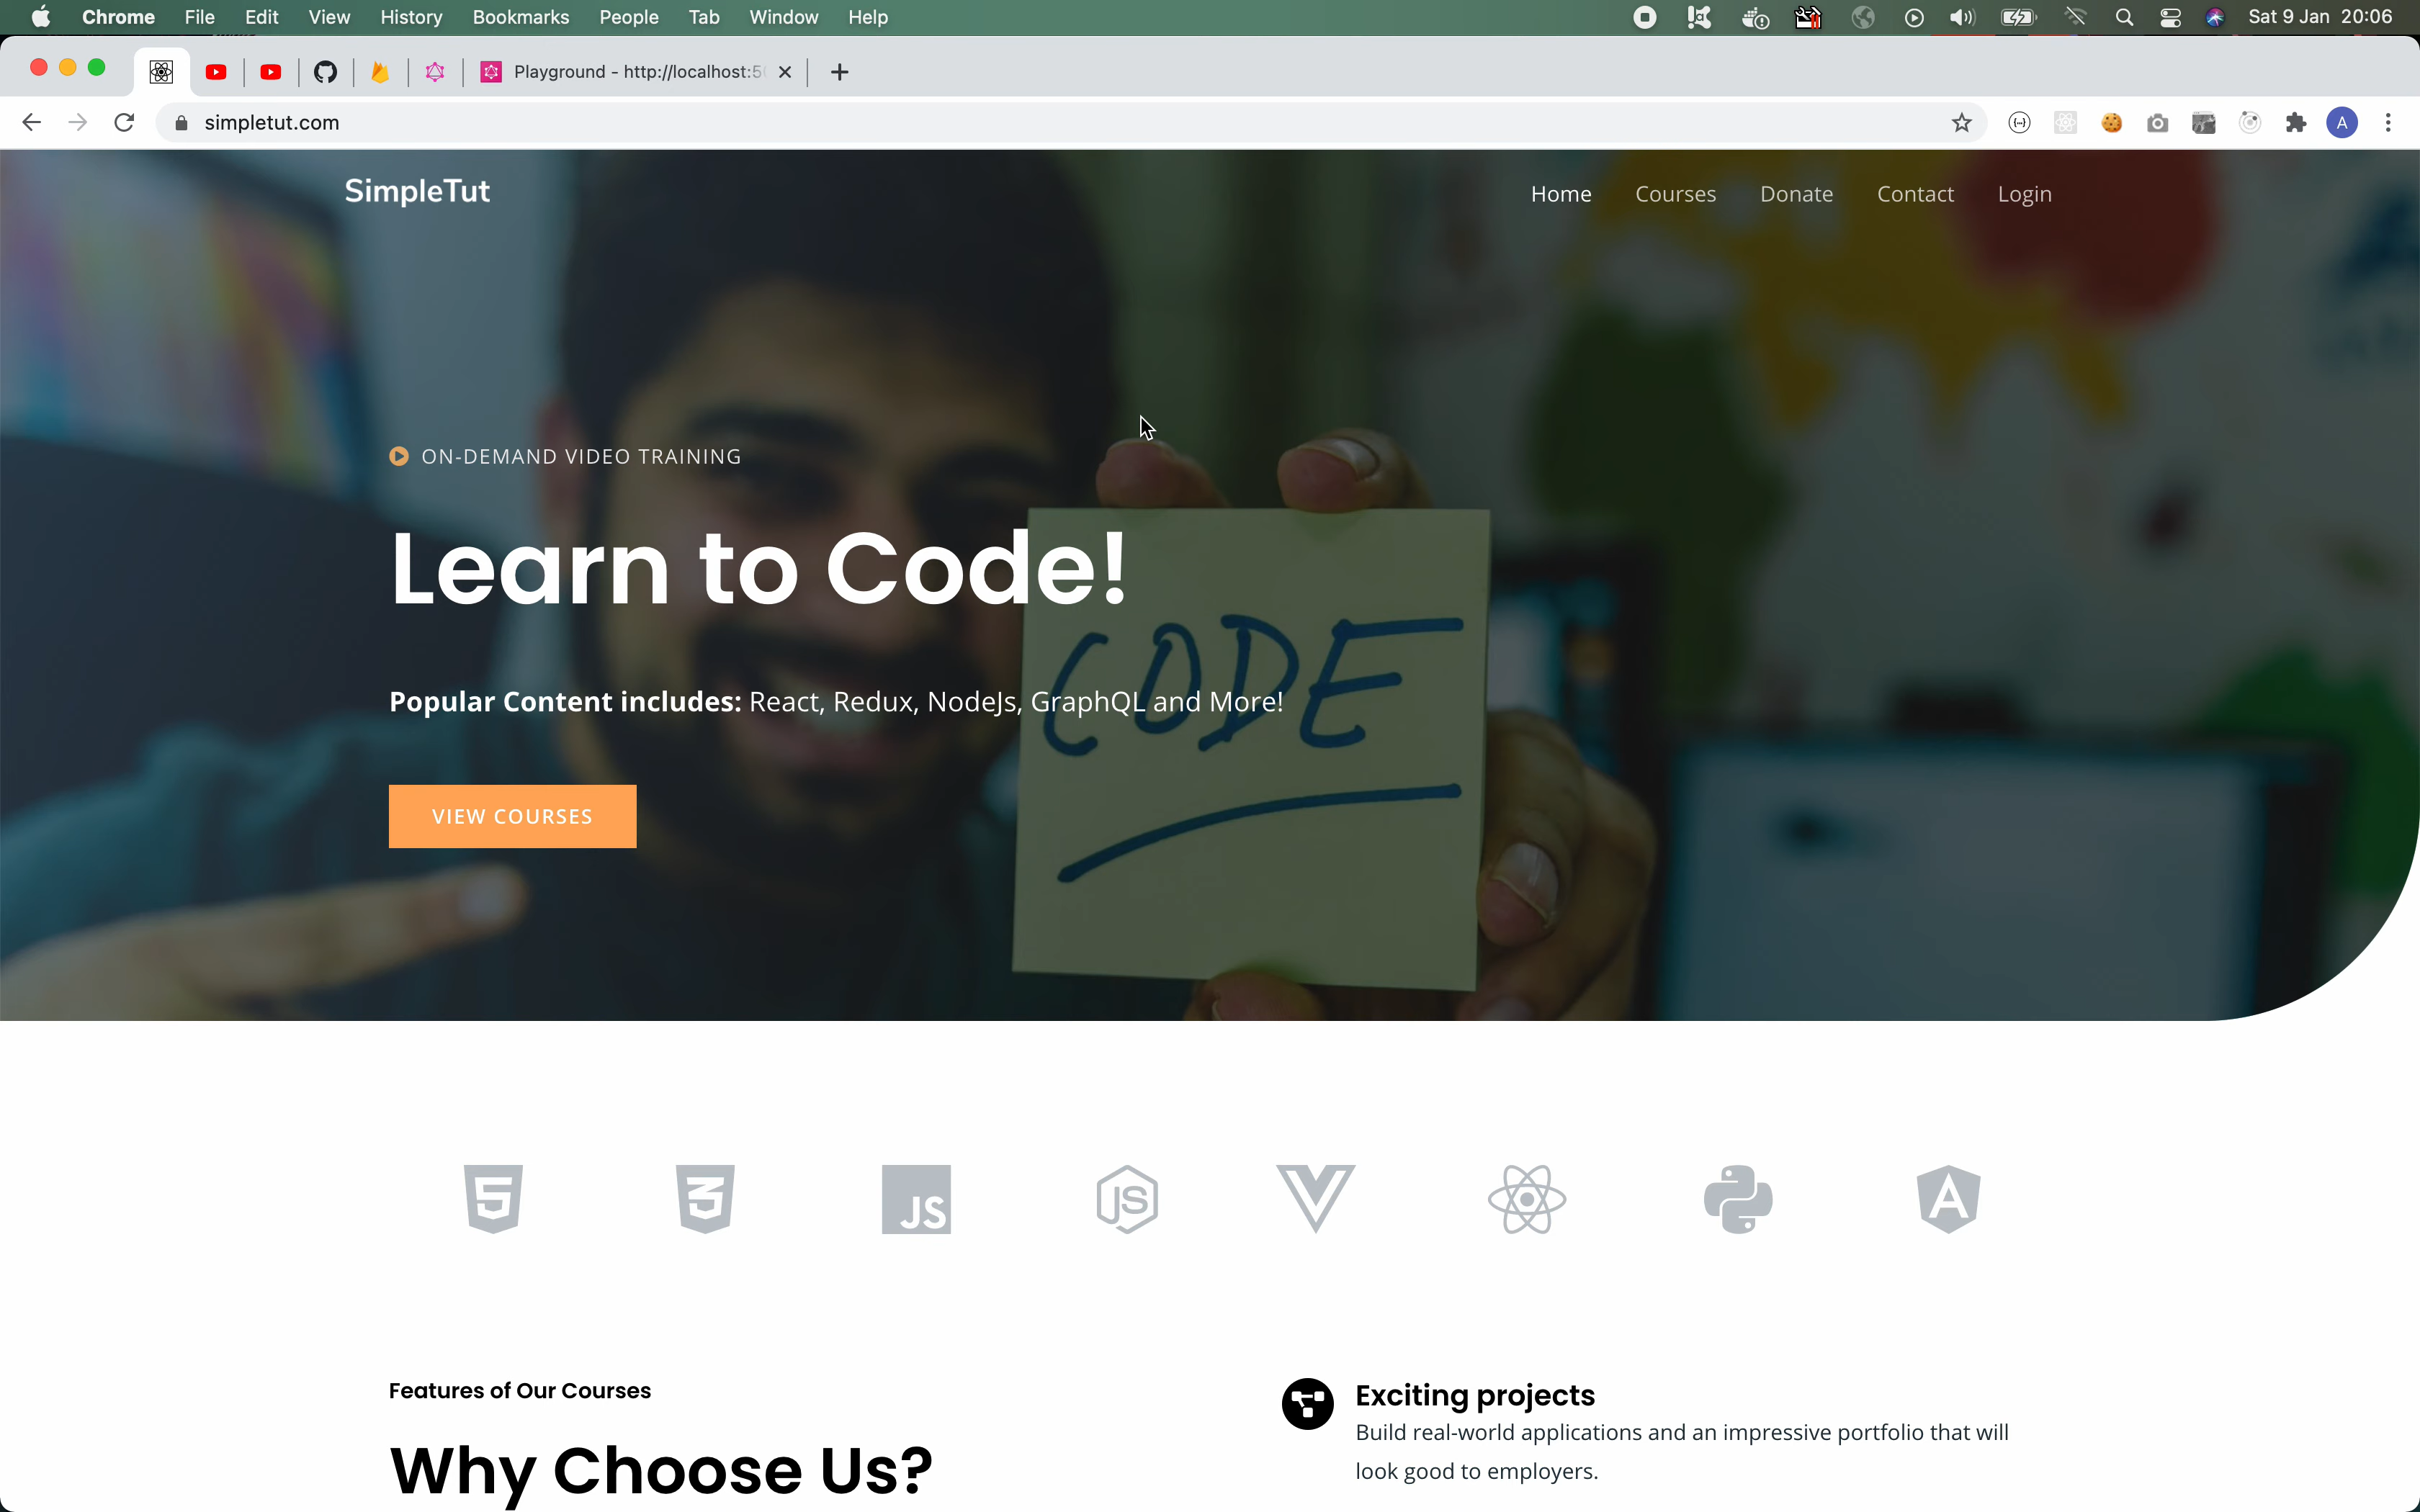 Chrome File Edit View History Bookmarks People Tab Window Help Sat 9 Jan 20:06
Playground - http://localhost:5
simpletut.com
A
SimpleTut
Home Courses Donate Contact Login
ON-DEMAND VIDEO TRAINING
Learn to Code!
CODE
Popular Content includes: React, Redux, NodeJs, GraphQL and More!
VIEW COURSES
5 3 JS JS A
Features of Our Courses
Why Choose Us?
Exciting projects
Build real-world applications and an impressive portfolio that will
look good to employers.